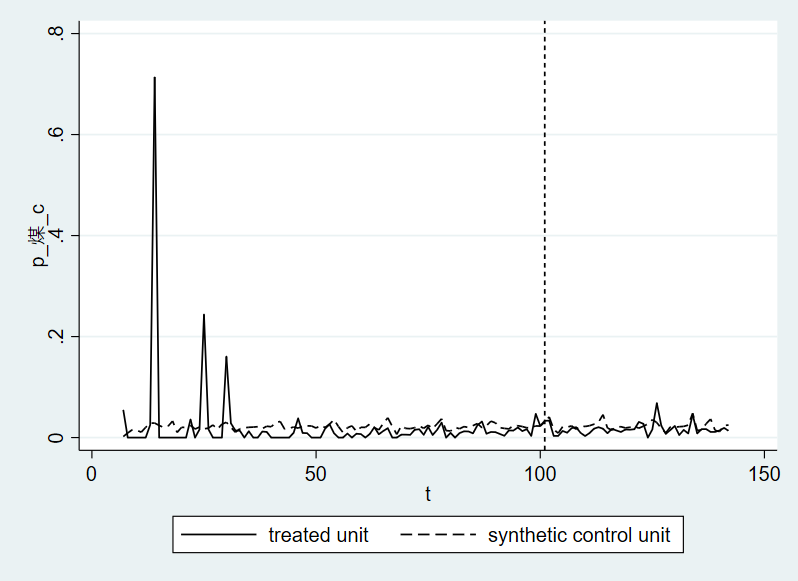 .8
.6
.4
.2
0
p_煤_c
0
50
100
150
t
treated unit
synthetic control unit